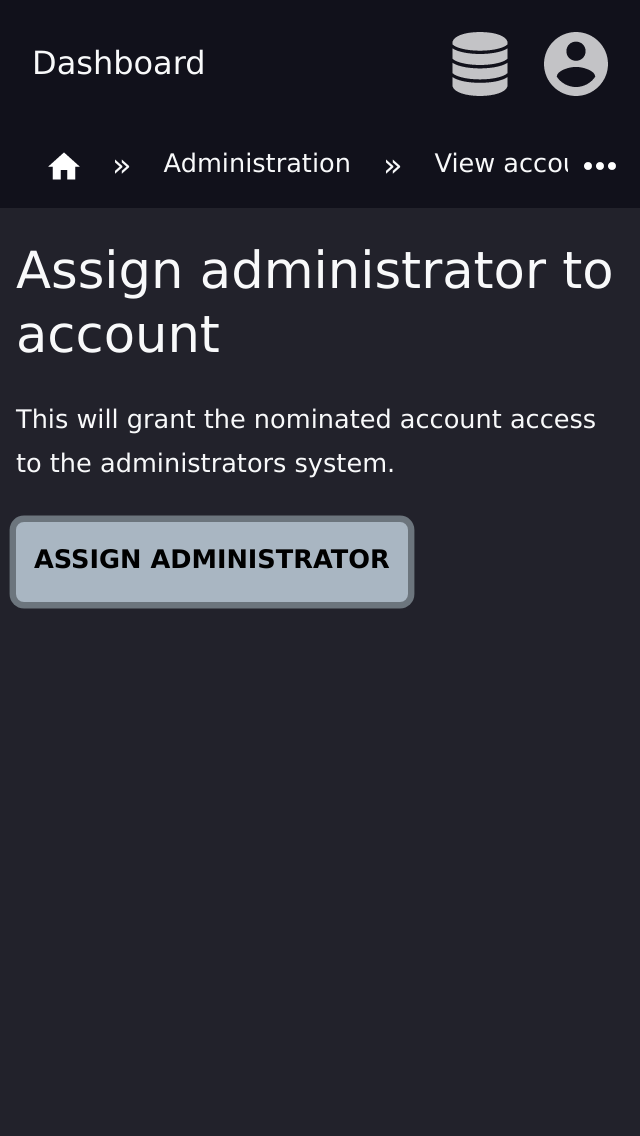 Dashboard
» Administration » View accou
Assign administrator to
account
This will grant the nominated account access
to the administrators system.
ASSIGN ADMINISTRATOR